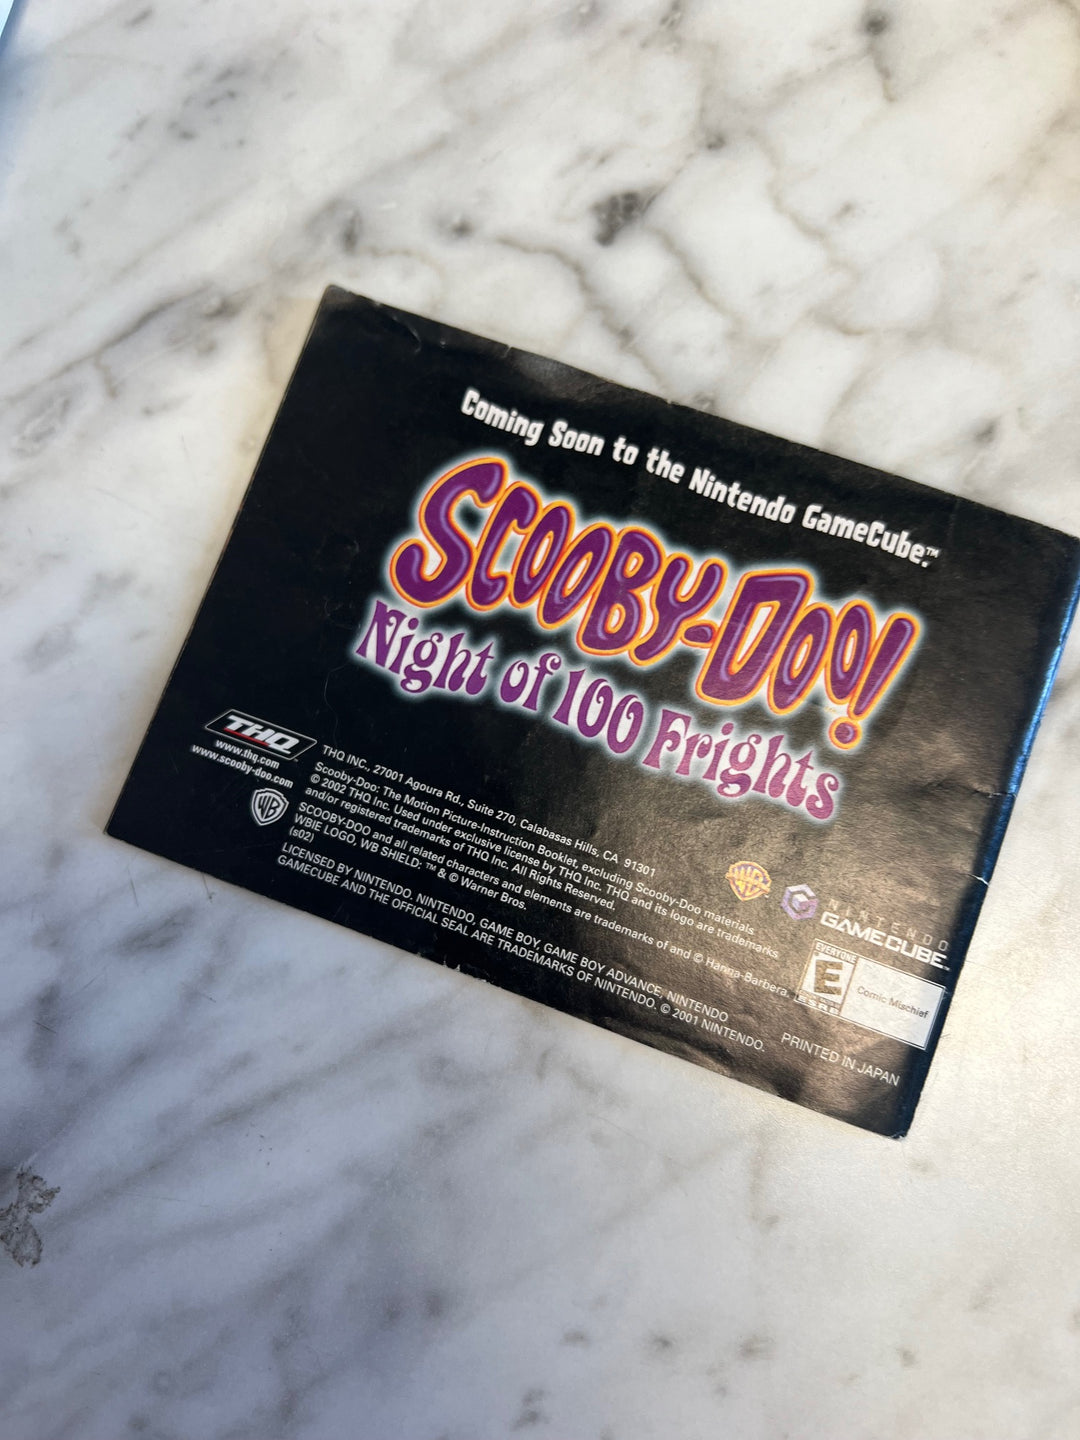 Coming Soon to the Nintendo GameCube.™
SCOOBY-DOO!
Night of 100 Frights
THQ
www.thq.com
www.scooby-doo.com
WB
THQ INC., 27001 Agoura Rd., Suite 270, Calabasas Hills, CA 91301
Scooby-Doo: The Motion Picture-Instruction Booklet, excluding Scooby-Doo materials
© 2002 THQ Inc. Used under exclusive license by THQ Inc. THQ and its logo are trademarks
and/or registered trademarks of THQ Inc. All Rights Reserved.
SCOOBY-DOO and all related characters and elements are trademarks of and © Hanna-Barbera.
WBIE LOGO, WB SHIELD: ™ & © Warner Bros.
(s02)
LICENSED BY NINTENDO. NINTENDO, GAME BOY, GAME BOY ADVANCE, NINTENDO
GAMECUBE AND THE OFFICIAL SEAL ARE TRADEMARKS OF NINTENDO. © 2001 NINTENDO.
WB
NINTENDO
GAMECUBE™
EVERYONE
E
ESRB
Comic Mischief
PRINTED IN JAPAN